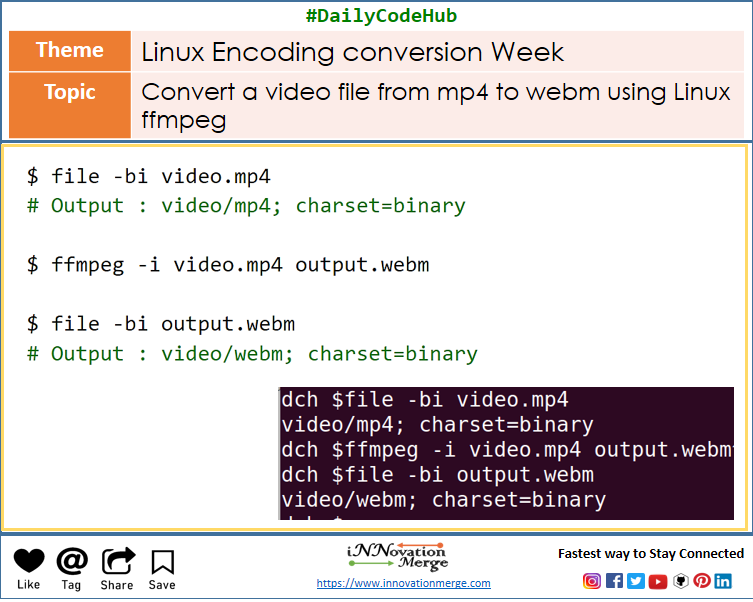 #DailyCodeHub
Theme
Linux Encoding conversion Week
Topic
Convert a video file from mp4 to webm using Linux
ffmpeg
$ file -bi video.mp4
# Output : video/mp4; charset=binary
$ ffmpeg -i video.mp4 output.webm
$ file -bi output.webm
# Output : video/webm; charset=binary
dch $file -bi video.mp4
video/mp4; charset=binary
dch $ffmpeg -i video.mp4 output.webm
dch $file -bi output.webm
video/webm; charset=binary
Like
Tag
Share
Save
iNNovation
Merge
https://www.innovationmerge.com
Fastest way to Stay Connected